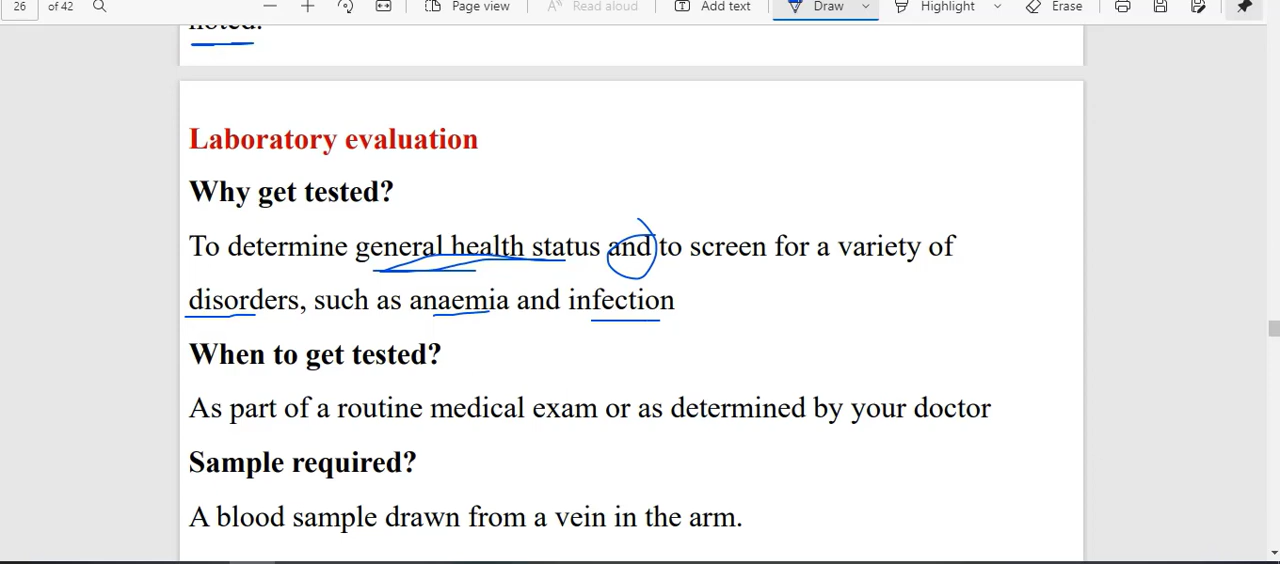 26 of 42 Page view Read aloud Add text Draw Highlight Erase
noted.
Laboratory evaluation
Why get tested?
To determine general health status and to screen for a variety of
disorders, such as anaemia and infection
When to get tested?
As part of a routine medical exam or as determined by your doctor
Sample required?
A blood sample drawn from a vein in the arm.